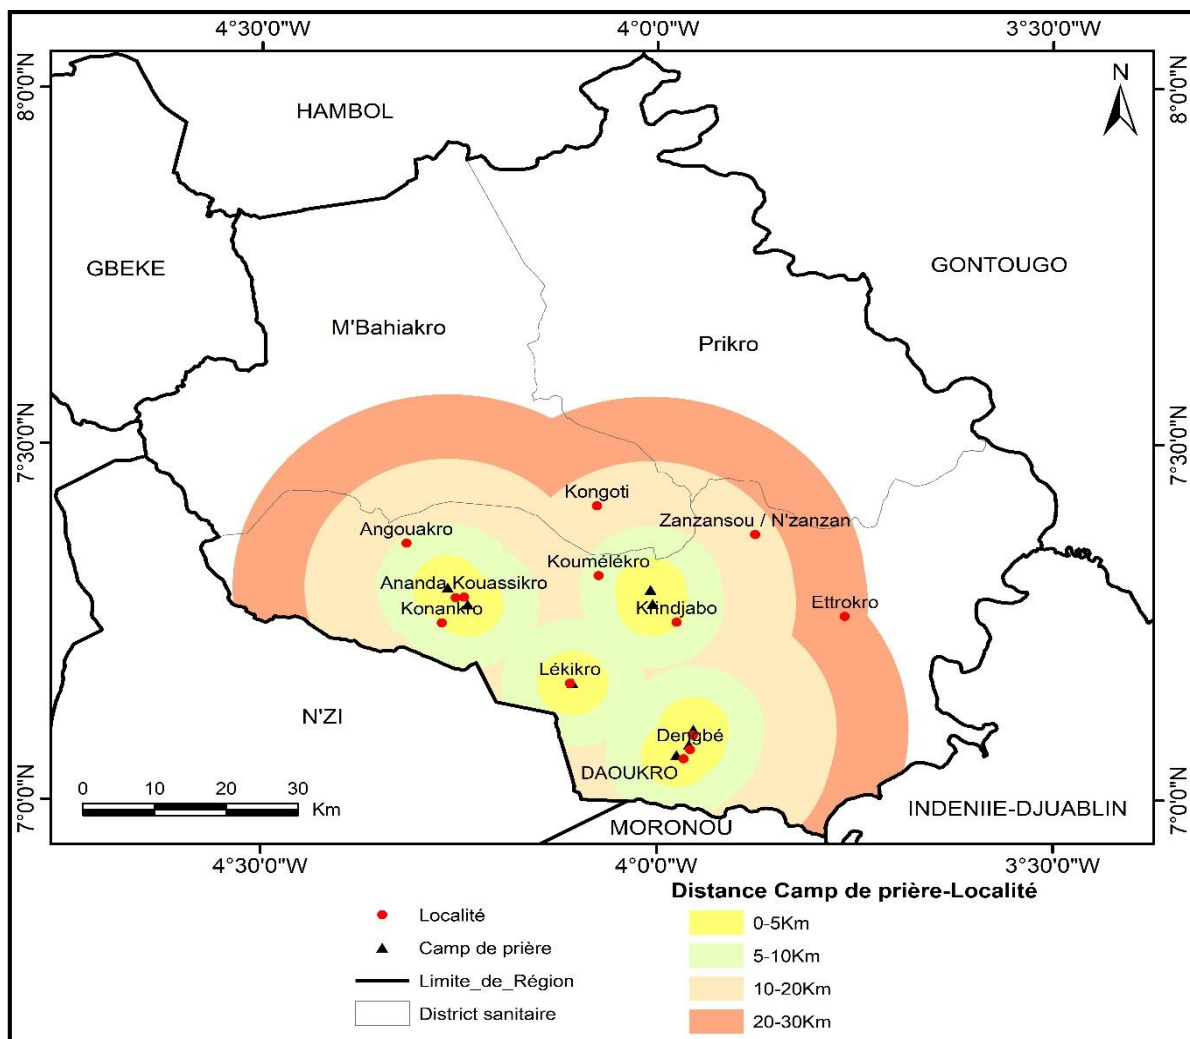 4°30'0"W
4°0'0"W
3°30'0"W
8°0'0"N
8°0'0"N
N
HAMBOL
GBEKE
GONTOUGO
M'Bahiakro
Prikro
7°30'0"N
7°30'0"N
Kongoti
Zanzansou / N'zanzan
Angouakro
Koumélékro
Ananda Kouassikro
Konankro
Krindjabo
Ettrokro
Lékikro
N'ZI
Dengbé
DAOUKRO
7°0'0"N
7°0'0"N
0 10 20 30
Km
MORONOU
INDENIIE-DJUABLIN
4°30'0"W
4°0'0"W
3°30'0"W
Localité
Camp de prière
Limite_de_Région
District sanitaire
Distance Camp de prière-Localité
0-5Km
5-10Km
10-20Km
20-30Km